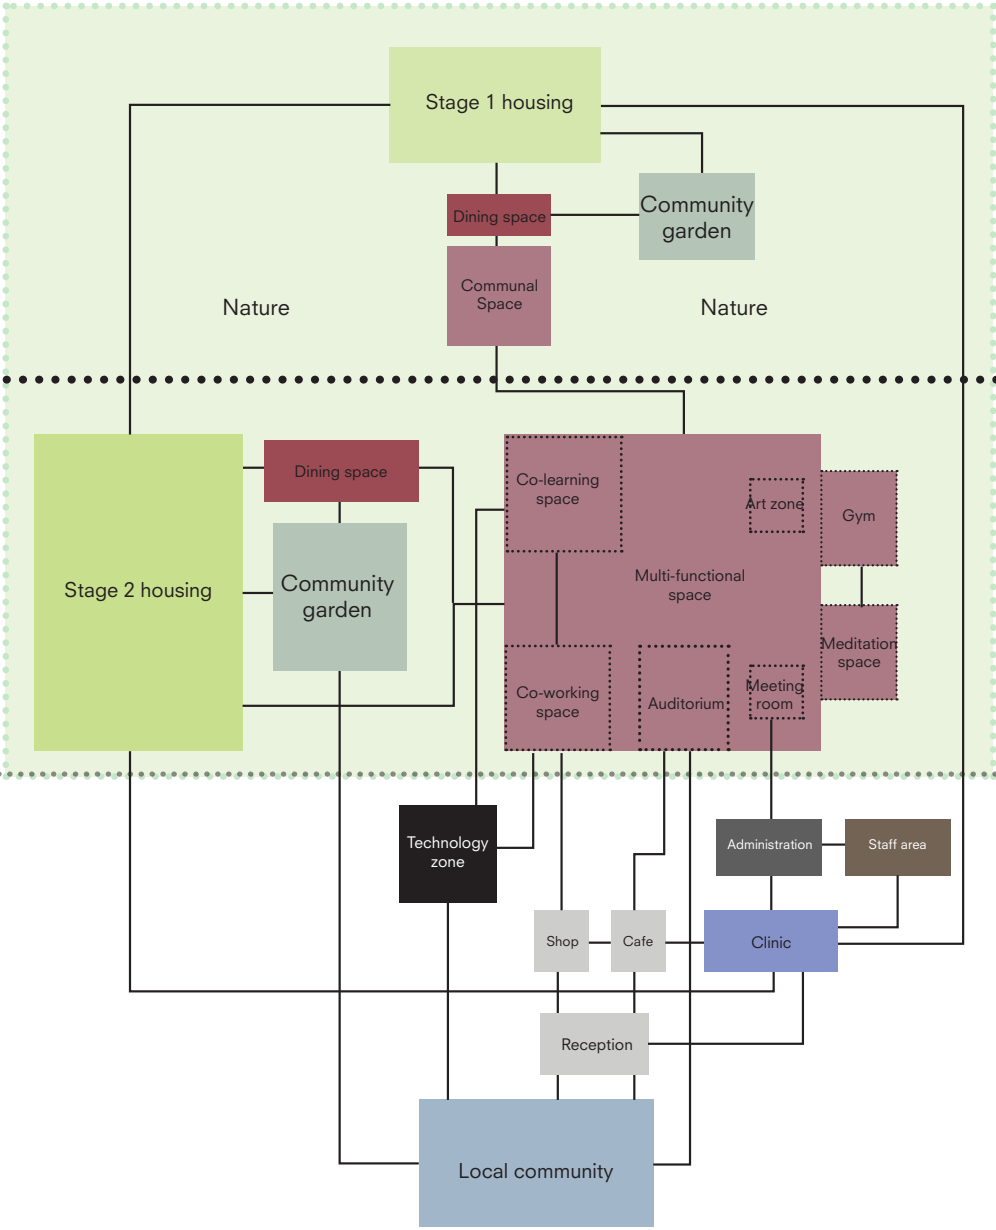 Stage 1 housing
Dining space
Community
garden
Communal
Space
Nature
Nature
Stage 2 housing
Dining space
Community
garden
Co-learning
space
Art zone
Gym
Multi-functional
space
Co-working
space
Auditorium
Meeting
room
Meditation
space
Technology
zone
Administration
Staff area
Shop
Cafe
Clinic
Reception
Local community